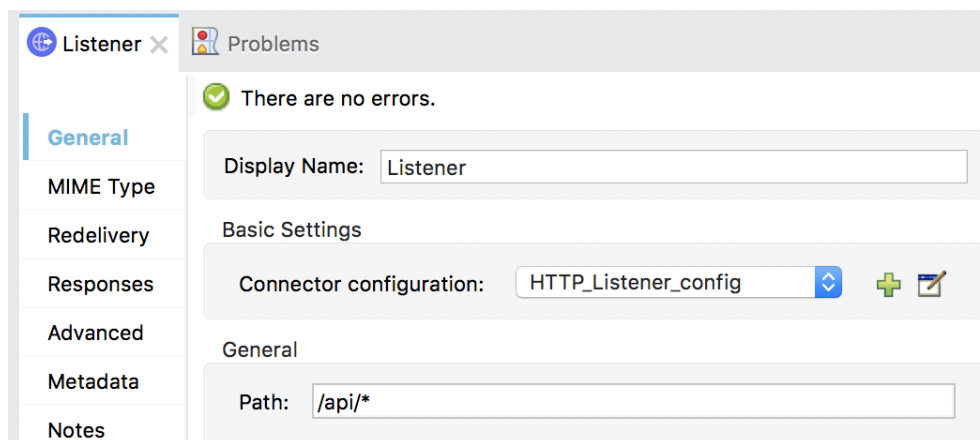 Listener Problems
There are no errors.
General
Display Name: Listener
MIME Type
Redelivery
Basic Settings
Responses
Connector configuration: HTTP_Listener_config
Advanced
General
Metadata
Path: /api/*
Notes